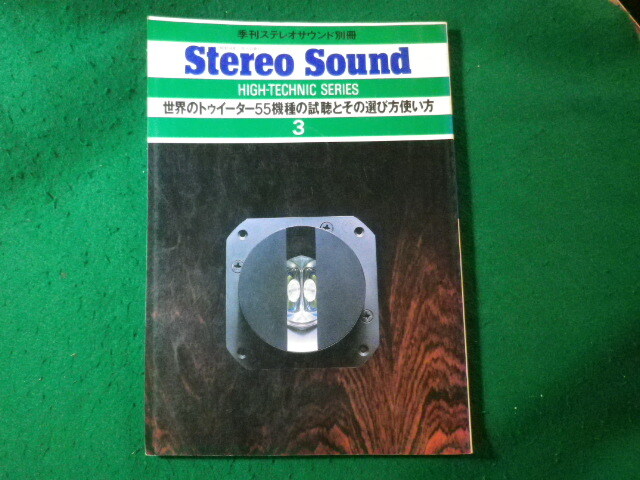 季刊ステレオサウンド別冊
Stereo Sound
HIGH-TECHNIC SERIES
世界のトゥイーター55機種の試聴とその選び方使い方
3